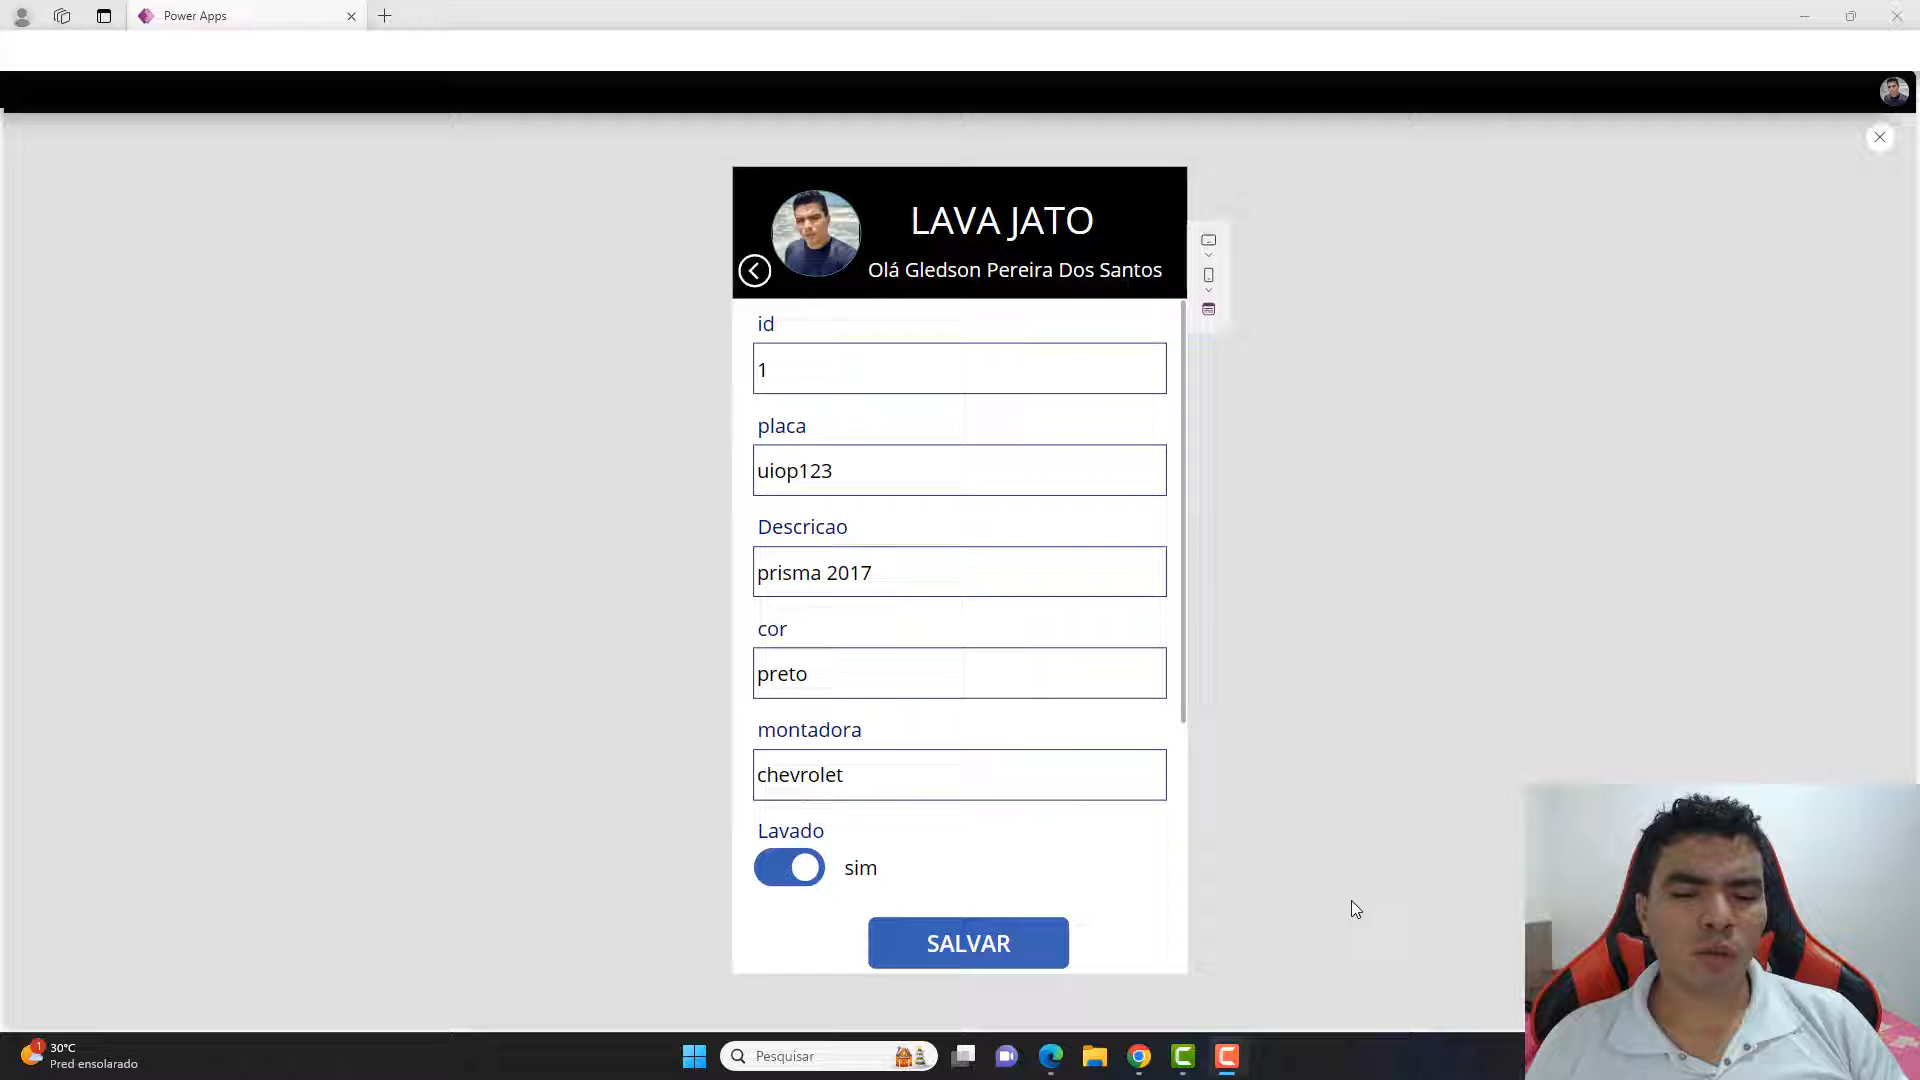 Power Apps
LAVA JATO
Olá Gledson Pereira Dos Santos
id
1
placa
uiop123
Descricao
prisma 2017
cor
preto
montadora
chevrolet
Lavado
sim
SALVAR
1
30°C
Pred ensolarado
Pesquisar